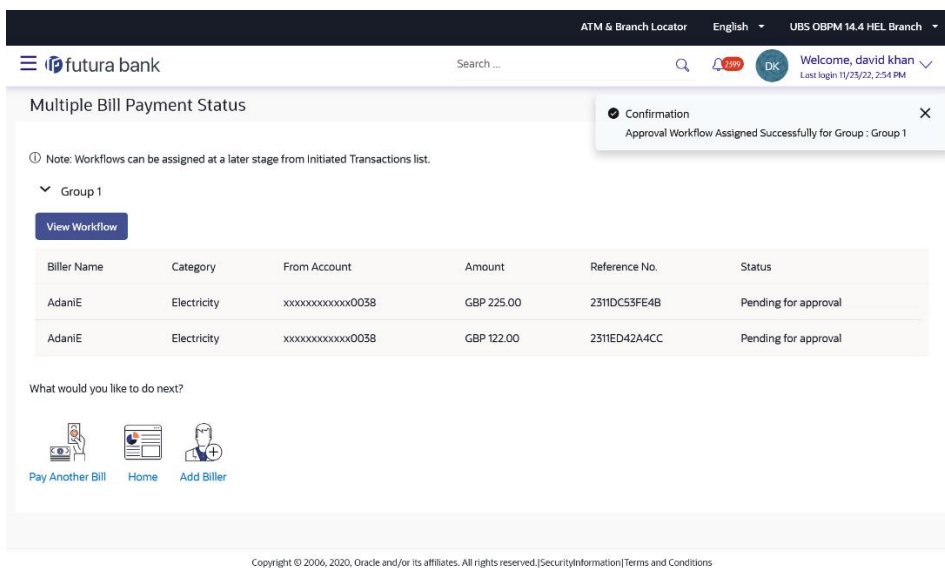 ATM & Branch Locator English UBS OBPM 14.4 HEL Branch
futura bank Search ... 2599 DK Welcome, david khan
Last login 11/23/22, 2:54 PM
Multiple Bill Payment Status
Confirmation
Approval Workflow Assigned Successfully for Group : Group 1
Note: Workflows can be assigned at a later stage from Initiated Transactions list.
Group 1
View Workflow
Biller Name Category From Account Amount Reference No. Status
AdaniE Electricity xxxxxxxxxxxx0038 GBP 225.00 2311DC53FE4B Pending for approval
AdaniE Electricity xxxxxxxxxxxx0038 GBP 122.00 2311ED42A4CC Pending for approval
What would you like to do next?
Pay Another Bill Home Add Biller
Copyright © 2006, 2020, Oracle and/or its affiliates. All rights reserved.|SecurityInformation|Terms and Conditions